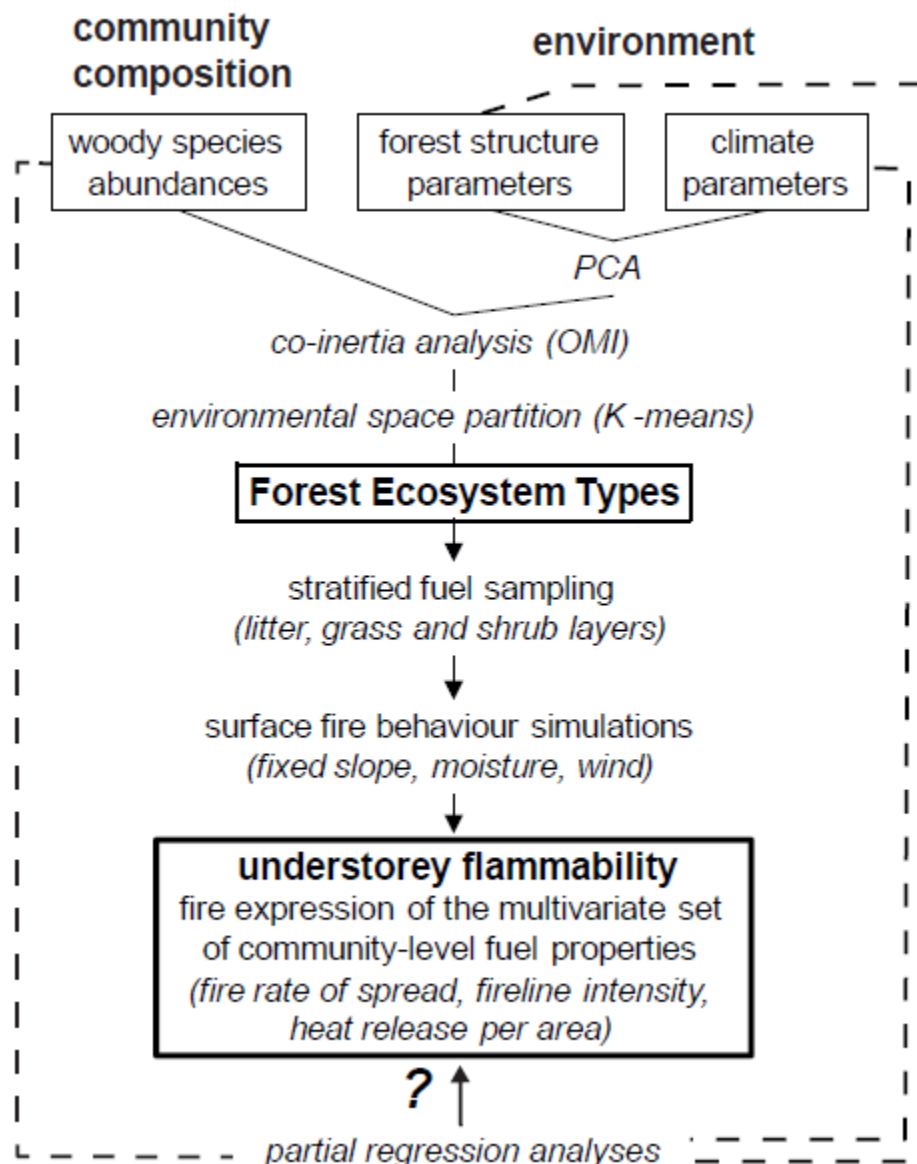 community
composition
environment
woody species
abundances
forest structure
parameters
climate
parameters
PCA
co-inertia analysis (OMI)
environmental space partition (K -means)
Forest Ecosystem Types
stratified fuel sampling
(litter, grass and shrub layers)
surface fire behaviour simulations
(fixed slope, moisture, wind)
understorey flammability
fire expression of the multivariate set
of community-level fuel properties
(fire rate of spread, fireline intensity,
heat release per area)
?
partial regression analyses